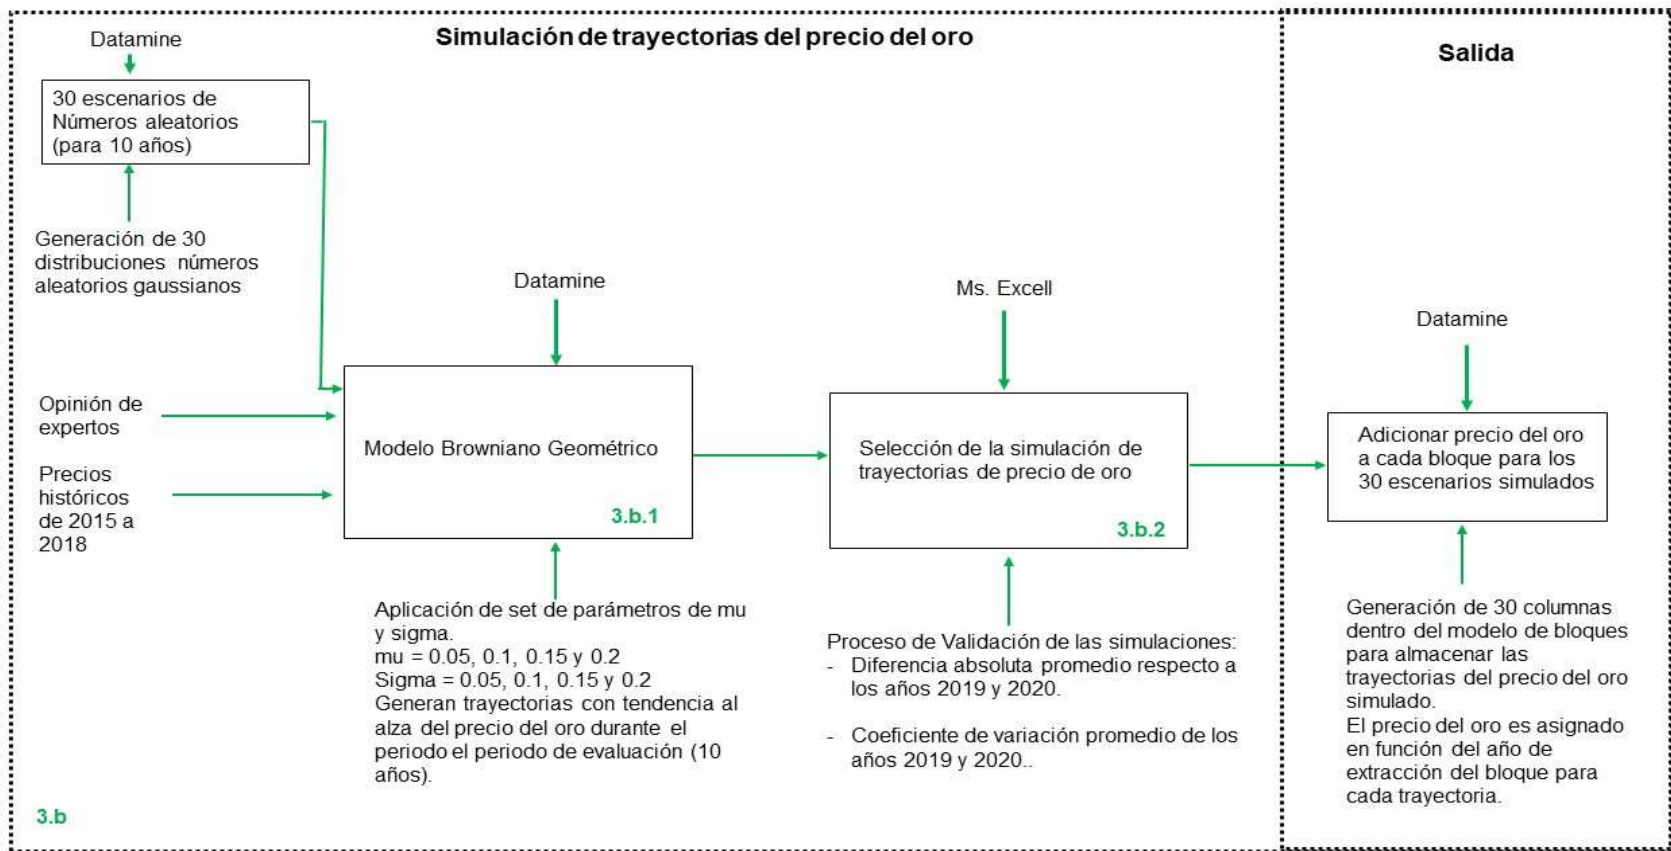 Simulación de trayectorias del precio del oro
Datamine
30 escenarios de
Números aleatorios
(para 10 años)
Generación de 30
distribuciones números
aleatorios gaussianos
Opinión de
expertos
Precios
históricos
de 2015 a
2018
Datamine
Modelo Browniano Geométrico
3.b.1
Aplicación de set de parámetros de mu
y sigma.
mu = 0.05, 0.1, 0.15 y 0.2
Sigma = 0.05, 0.1, 0.15 y 0.2
Generan trayectorias con tendencia al
alza del precio del oro durante el
periodo el periodo de evaluación (10
años).
Ms. Excell
Selección de la simulación de
trayectorias de precio de oro
3.b.2
Proceso de Validación de las simulaciones:
- Diferencia absoluta promedio respecto a
los años 2019 y 2020.
- Coeficiente de variación promedio de los
años 2019 y 2020..
3.b
Salida
Datamine
Adicionar precio del oro
a cada bloque para los
30 escenarios simulados
Generación de 30 columnas
dentro del modelo de bloques
para almacenar las
trayectorias del precio del oro
simulado.
El precio del oro es asignado
en función del año de
extracción del bloque para
cada trayectoria.